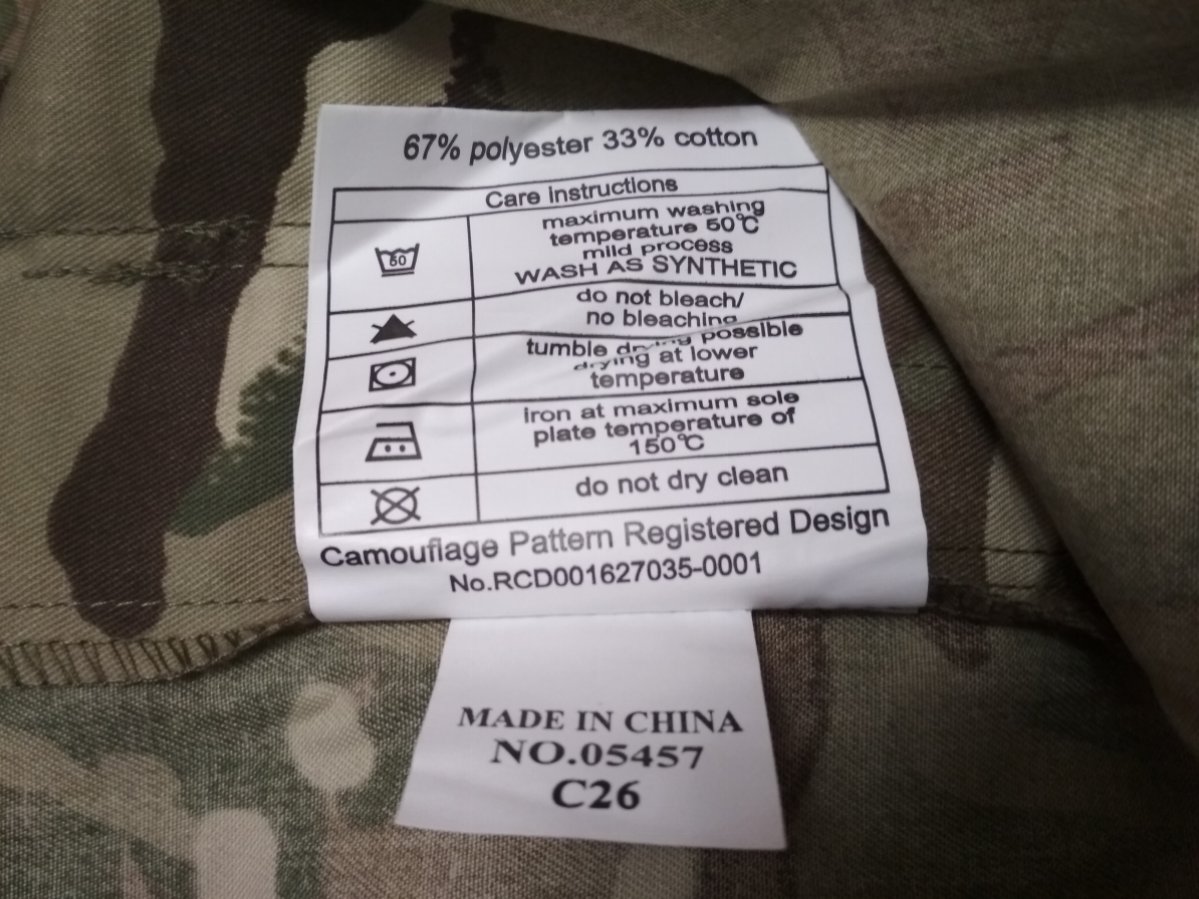 67% polyester 33% cotton
Care Instructions
maximum washing
temperature 50℃
mild process
WASH AS SYNTHETIC
do not bleach/
no bleaching
tumble drying possible
drying at lower
temperature
iron at maximum sole
plate temperature of
150℃
do not dry clean
Camouflage Pattern Registered Design
No.RCD001627035-0001
MADE IN CHINA
NO.05457
C26